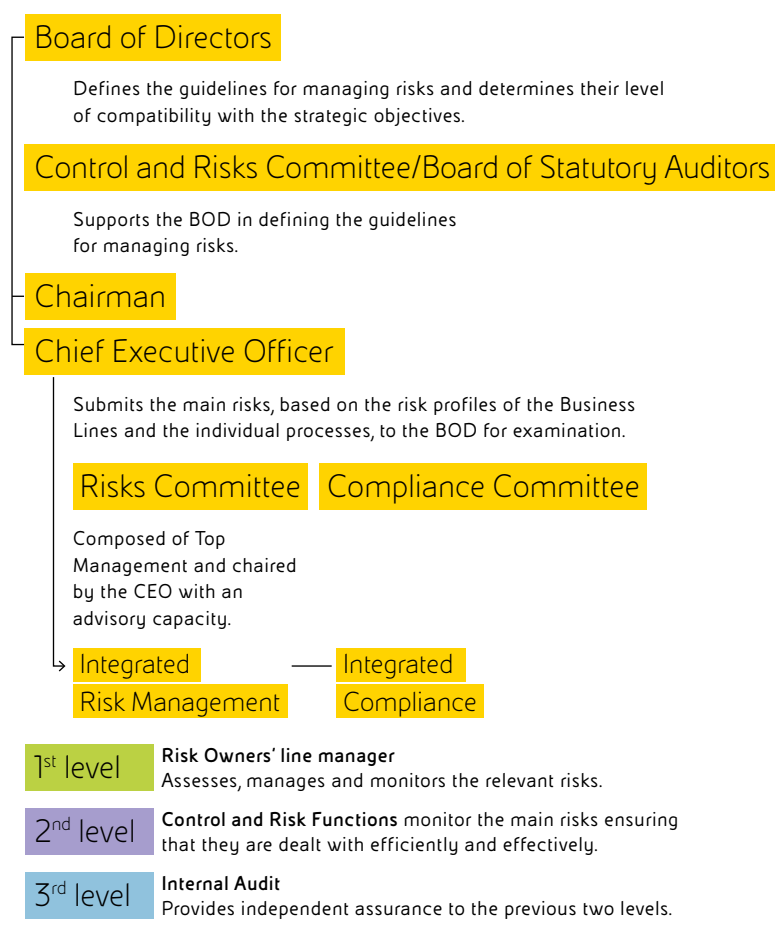 Board of Directors
Defines the guidelines for managing risks and determines their level
of compatibility with the strategic objectives.
Control and Risks Committee/Board of Statutory Auditors
Supports the BOD in defining the guidelines
for managing risks.
Chairman
Chief Executive Officer
Submits the main risks, based on the risk profiles of the Business
Lines and the individual processes, to the BOD for examination.
Risks Committee
Compliance Committee
Composed of Top
Management and chaired
by the CEO with an
advisory capacity.
Integrated
Risk Management
Integrated
Compliance
1st level
Risk Owners’ line manager
Assesses, manages and monitors the relevant risks.
2nd level
Control and Risk Functions monitor the main risks ensuring
that they are dealt with efficiently and effectively.
3rd level
Internal Audit
Provides independent assurance to the previous two levels.